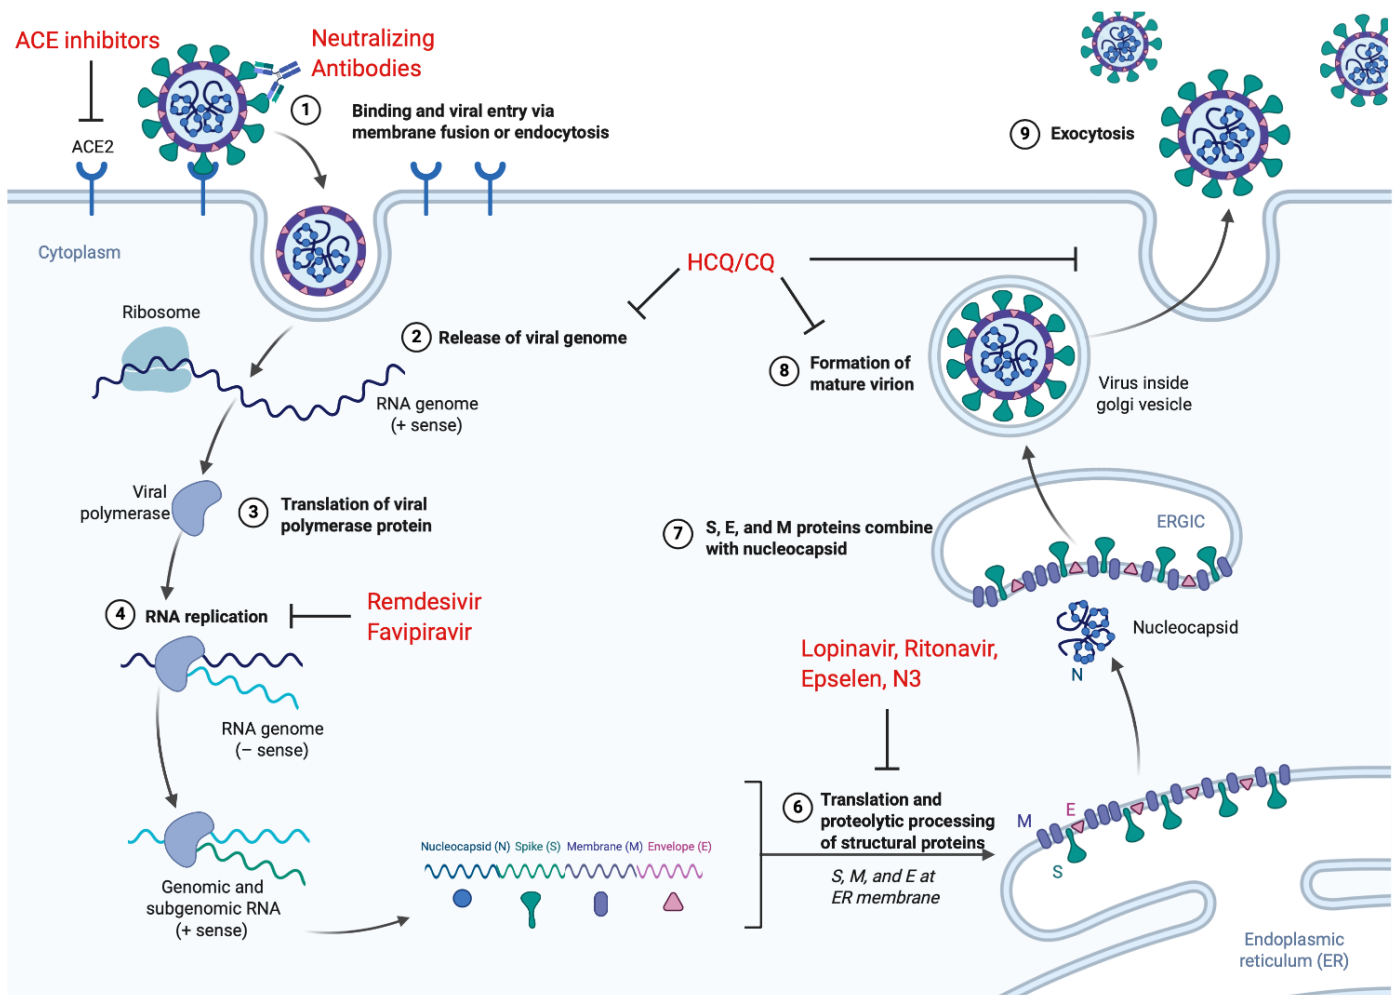 ACE inhibitors
Neutralizing
Antibodies
1
Binding and viral entry via
membrane fusion or endocytosis
ACE2
9 Exocytosis
Cytoplasm
HCQ/CQ
Ribosome
2 Release of viral genome
RNA genome
(+ sense)
8
Formation of
mature virion
Virus inside
golgi vesicle
Viral
polymerase
3
Translation of viral
polymerase protein
7
S, E, and M proteins combine
with nucleocapsid
ERGIC
4 RNA replication
Remdesivir
Favipiravir
Nucleocapsid
N
Lopinavir, Ritonavir,
Epselen, N3
RNA genome
(– sense)
6
Translation and
proteolytic processing
of structural proteins
S, M, and E at
ER membrane
M
E
S
Nucleocapsid (N) Spike (S) Membrane (M) Envelope (E)
Genomic and
subgenomic RNA
(+ sense)
Endoplasmic
reticulum (ER)